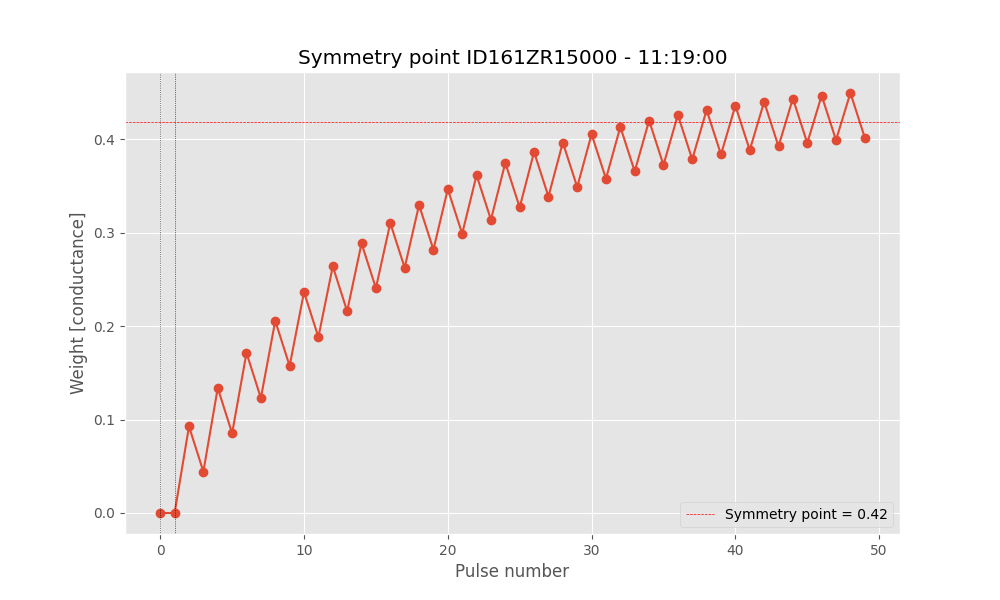 Symmetry point ID161ZR15000 - 11:19:00
Weight [conductance]
0.4
0.3
0.2
0.1
0.0
Symmetry point = 0.42
0 10 20 30 40 50
Pulse number